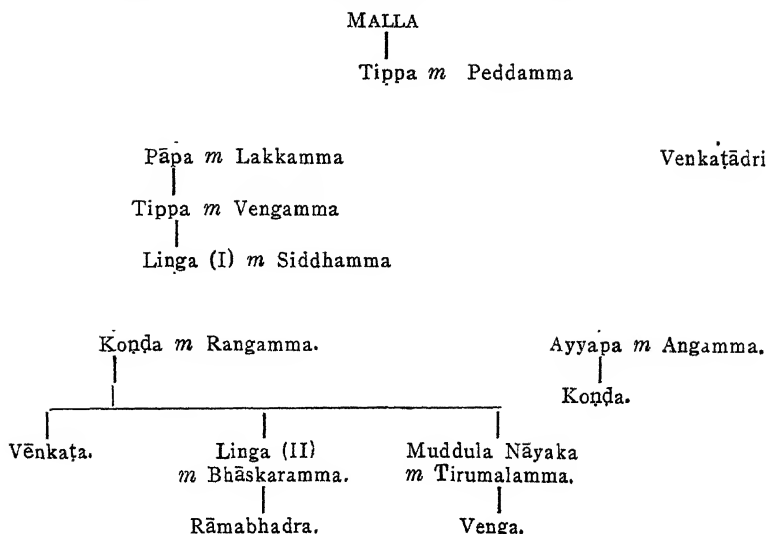 MALLA
Tippa m Peddamma
Pāpa m Lakkamma Venkaṭādri
Tippa m Vengamma
Linga (I) m Siddhamma
Koṇḍa m Rangamma. Ayyapa m Angamma.
Koṇḍa.
Vēnkaṭa. Linga (II) Muddula Nāyaka
m Bhāskaramma. m Tirumalamma.
Rāmabhadra. Venga.